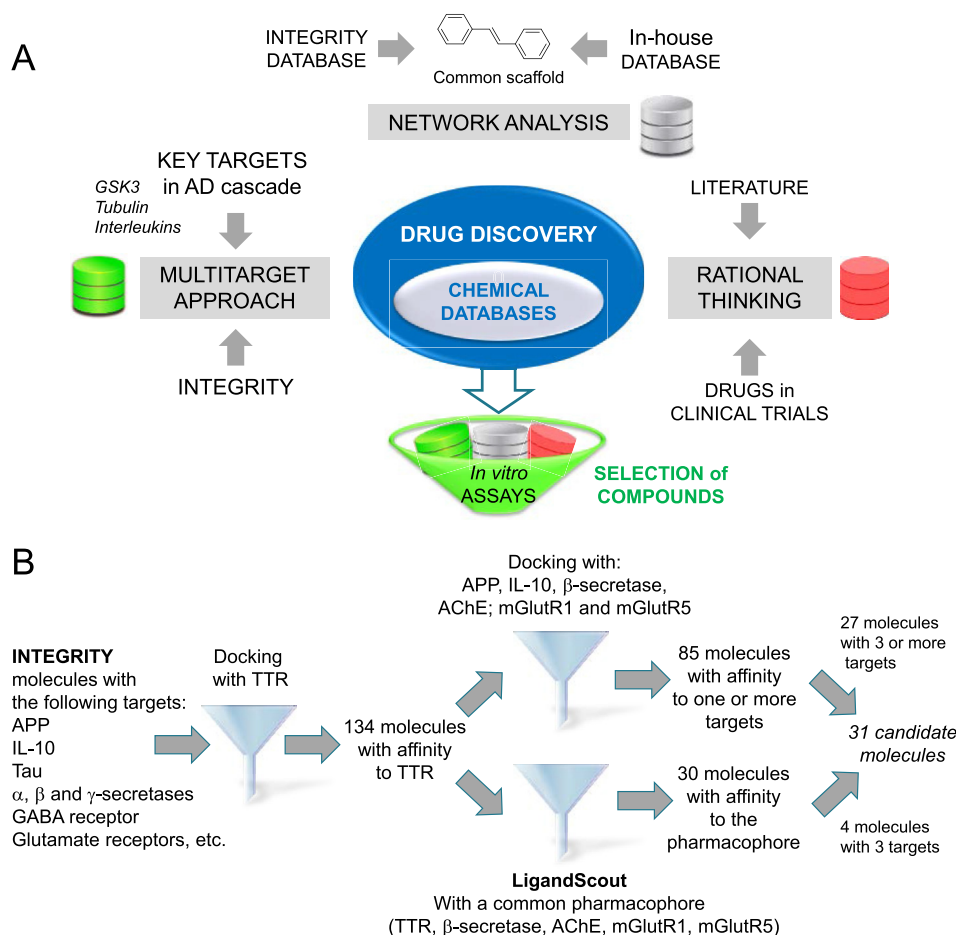 A
INTEGRITY
DATABASE
Common scaffold
In-house
DATABASE
NETWORK ANALYSIS
KEY TARGETS
in AD cascade
GSK3
Tubulin
Interleukins
MULTITARGET
APPROACH
INTEGRITY
DRUG DISCOVERY
CHEMICAL
DATABASES
LITERATURE
RATIONAL
THINKING
DRUGS in
CLINICAL TRIALS
In vitro
ASSAYS
SELECTION of
COMPOUNDS
B
INTEGRITY
molecules with
the following targets:
APP
IL-10
Tau
α, β and γ-secretases
GABA receptor
Glutamate receptors, etc.
Docking
with TTR
134 molecules
with affinity
to TTR
Docking with:
APP, IL-10, β-secretase,
AChE; mGlutR1 and mGlutR5
85 molecules
with affinity
to one or more
targets
27 molecules
with 3 or more
targets
31 candidate
molecules
30 molecules
with affinity
to the
pharmacophore
4 molecules
with 3 targets
LigandScout
With a common pharmacophore
(TTR, β-secretase, AChE, mGlutR1, mGlutR5)